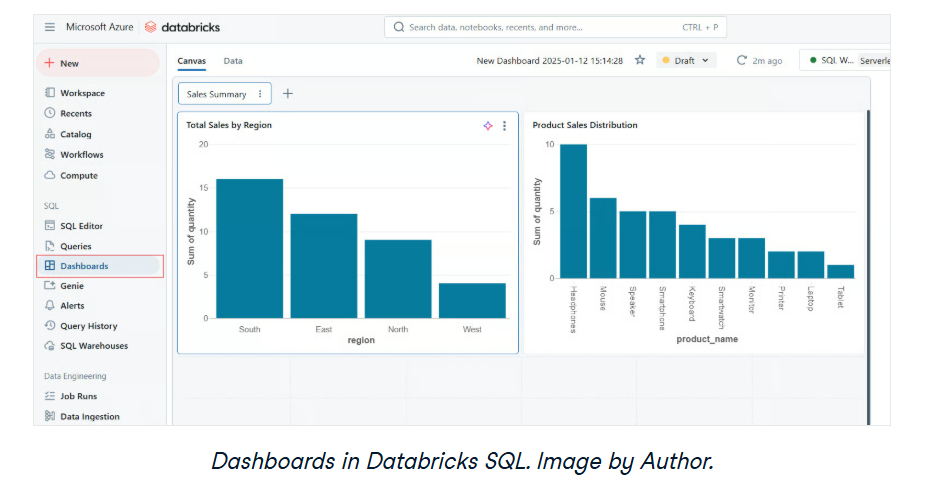 Microsoft Azure databricks
Search data, notebooks, recents, and more... CTRL + P
New
Workspace
Recents
Catalog
Workflows
Compute
SQL
SQL Editor
Queries
Dashboards
Genie
Alerts
Query History
SQL Warehouses
Data Engineering
Job Runs
Data Ingestion
Canvas Data New Dashboard 2025-01-12 15:14:28 Draft 2m ago SQL W... Serverle
Sales Summary
Total Sales by Region
20
15
10
5
0
Sum of quantity
South East North West
region
Product Sales Distribution
10
5
0
Sum of quantity
Headphones Mouse Speaker Smartphone Keyboard Smartwatch Monitor Printer Laptop Tablet
product_name
Dashboards in Databricks SQL. Image by Author.